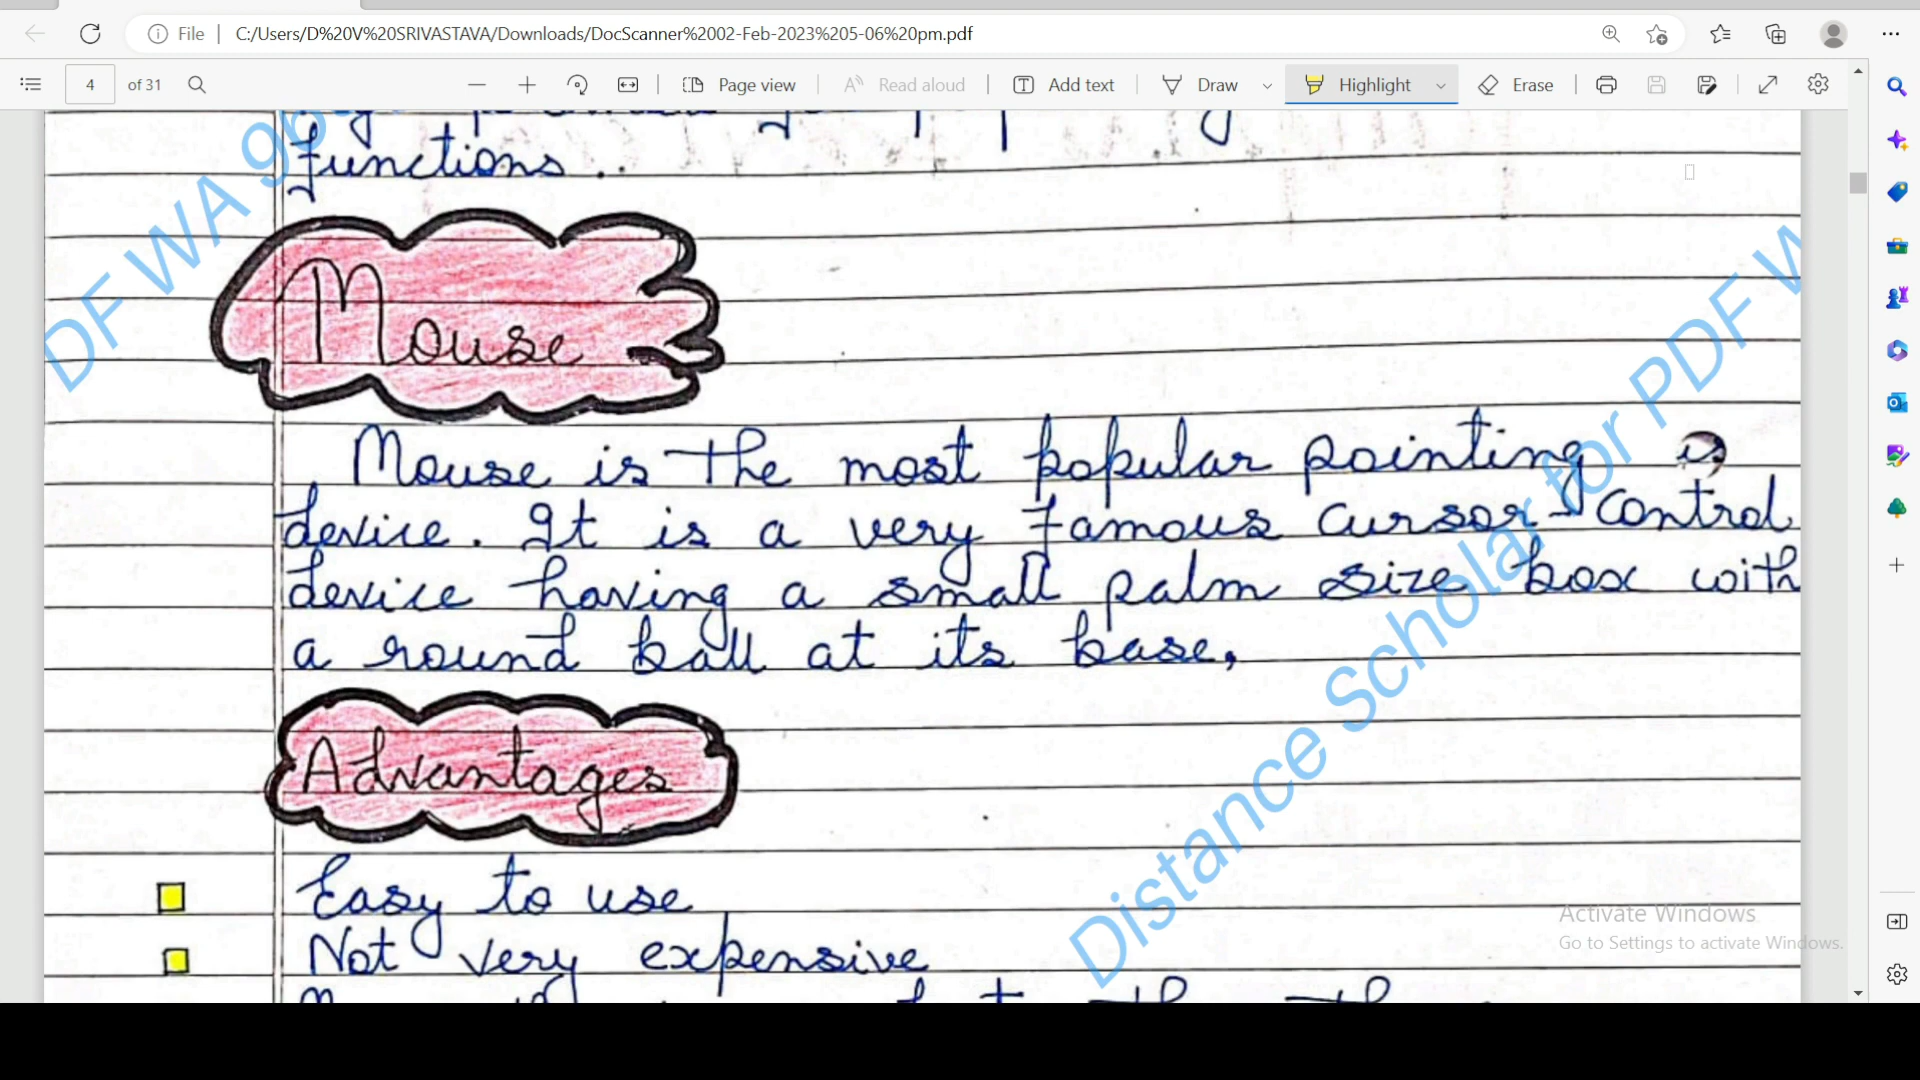 File
C:/Users/D%20V%20SRIVASTAVA/Downloads/DocScanner%2002-Feb-2023%205-06%20pm.pdf
4 of 31
Page view
Read aloud
Add text
Draw
Highlight
Erase
functions..
Mouse
Mouse is the most popular pointing is
device. It is a very famous cursor-control
device having a small palm size box with
a round ball at its base,
Advantages
Easy to use
Not very expensive
DF WA
Distance Scholar for PDF W
Activate Windows
Go to Settings to activate Windows.